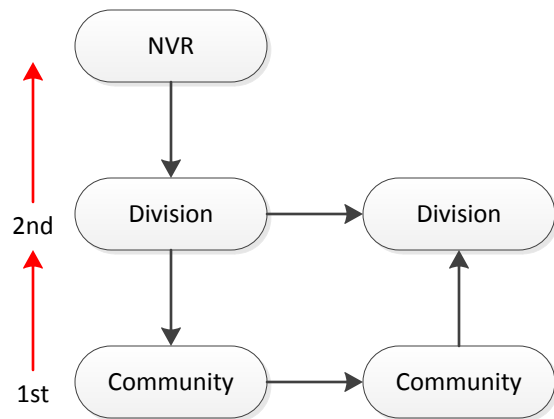 NVR
2nd
Division
Division
1st
Community
Community